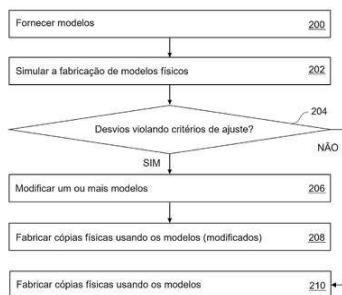 Fornecer modelos 200
Simular a fabricação de modelos físicos 202
204
Desvios violando critérios de ajuste?
NÃO
SIM
Modificar um ou mais modelos 206
Fabricar cópias físicas usando os modelos (modificados) 208
Fabricar cópias físicas usando os modelos 210